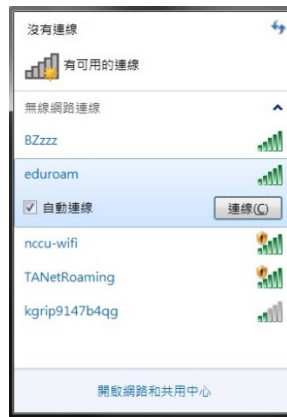 沒有連線
有可用的連線
無線網路連線
BZzzz
eduroam
自動連線
連線(C)
nccu-wifi
TANetRoaming
kgrip9147b4qg
開啟網路和共用中心